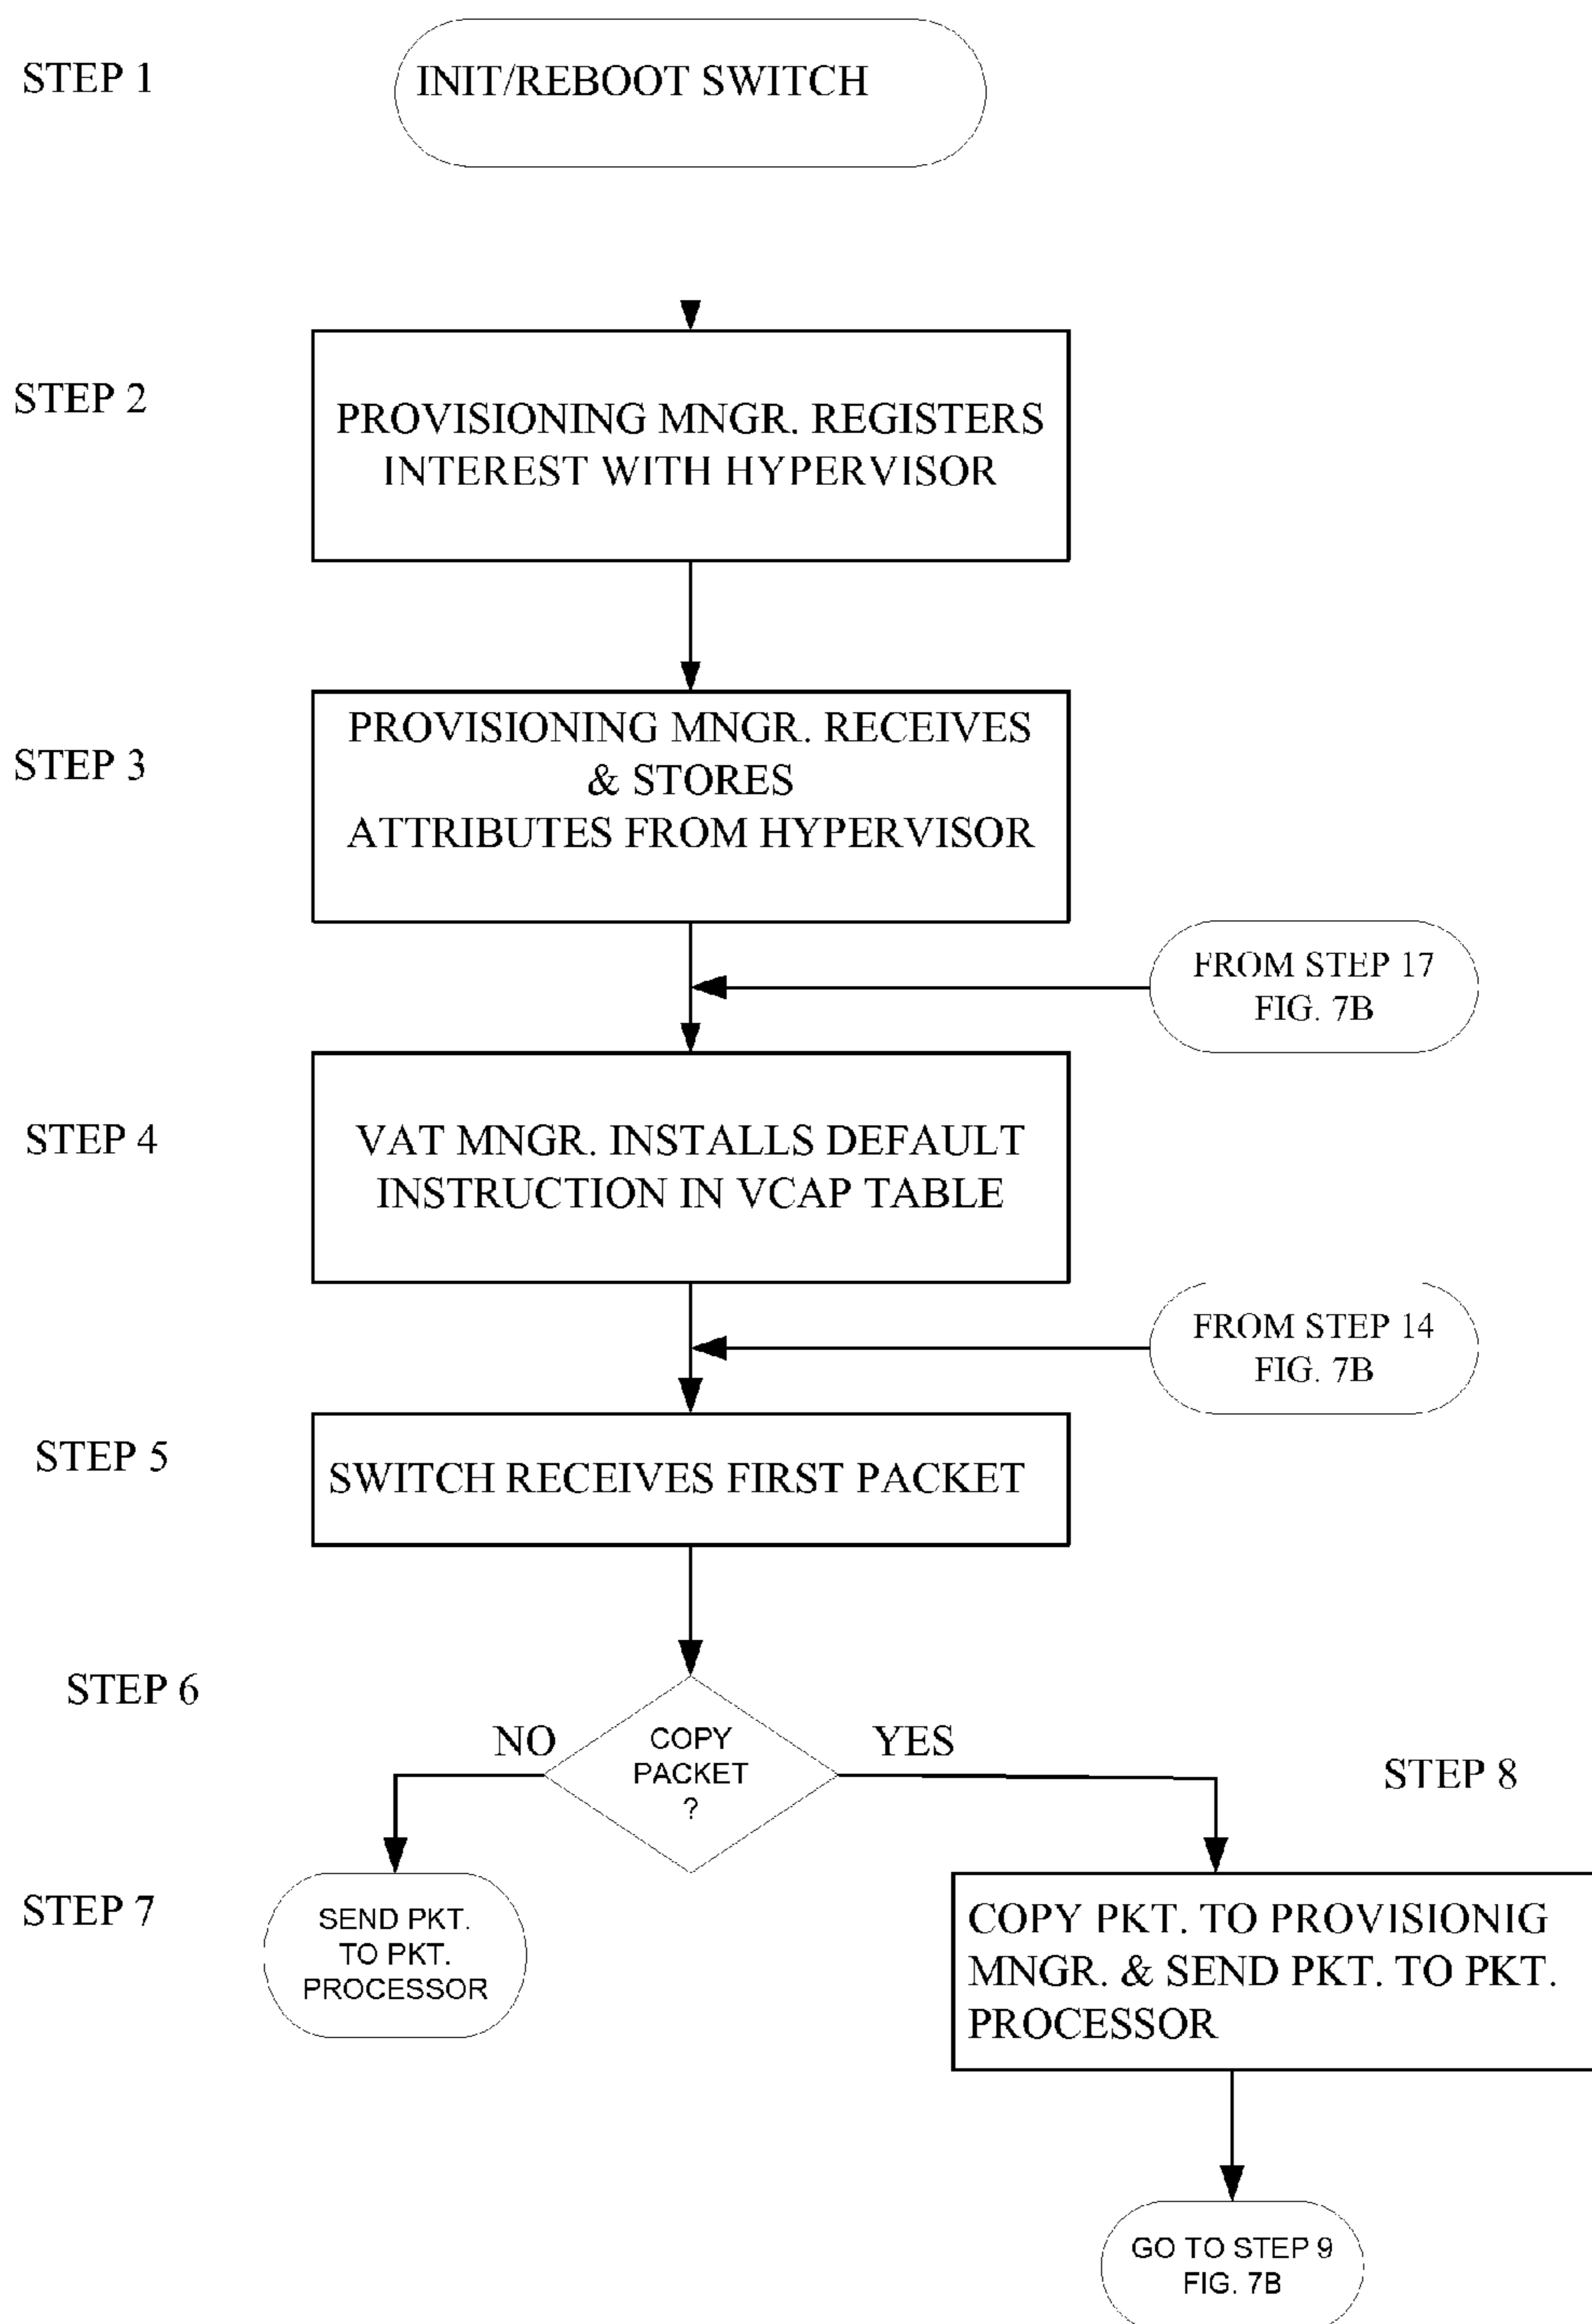 STEP 1
INIT/REBOOT SWITCH
STEP 2
PROVISIONING MNGR. REGISTERS
INTEREST WITH HYPERVISOR
STEP 3
PROVISIONING MNGR. RECEIVES
& STORES
ATTRIBUTES FROM HYPERVISOR
FROM STEP 17
FIG. 7B
STEP 4
VAT MNGR. INSTALLS DEFAULT
INSTRUCTION IN VCAP TABLE
FROM STEP 14
FIG. 7B
STEP 5
SWITCH RECEIVES FIRST PACKET
STEP 6
NO
COPY
PACKET
?
YES
STEP 8
STEP 7
SEND PKT.
TO PKT.
PROCESSOR
COPY PKT. TO PROVISIONIG
MNGR. & SEND PKT. TO PKT.
PROCESSOR
GO TO STEP 9
FIG. 7B